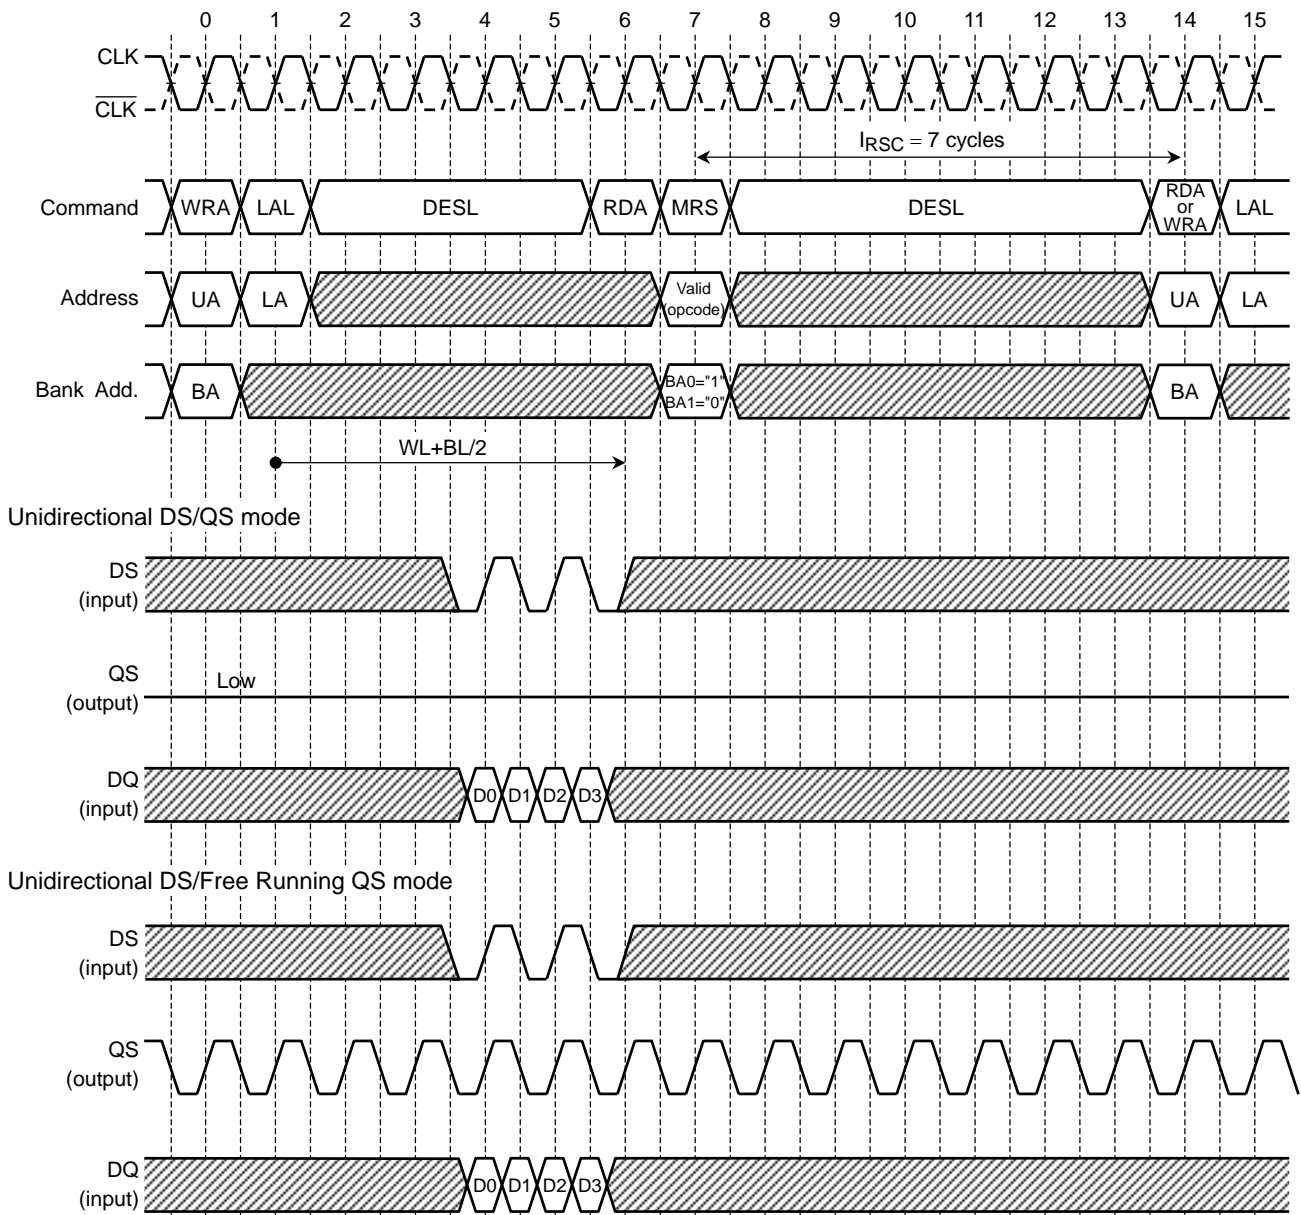 0 1 2 3 4 5 6 7 8 9 10 11 12 13 14 15
CLK
CLK
IRSC = 7 cycles
Command WRA LAL DESL RDA MRS DESL RDA or WRA LAL
Address UA LA Valid (opcode) UA LA
Bank Add. BA BA0="1" BA1="0" BA
WL+BL/2
Unidirectional DS/QS mode
DS
(input)
QS
(output)
Low
DQ
(input)
D0 D1 D2 D3
Unidirectional DS/Free Running QS mode
DS
(input)
QS
(output)
DQ
(input)
D0 D1 D2 D3